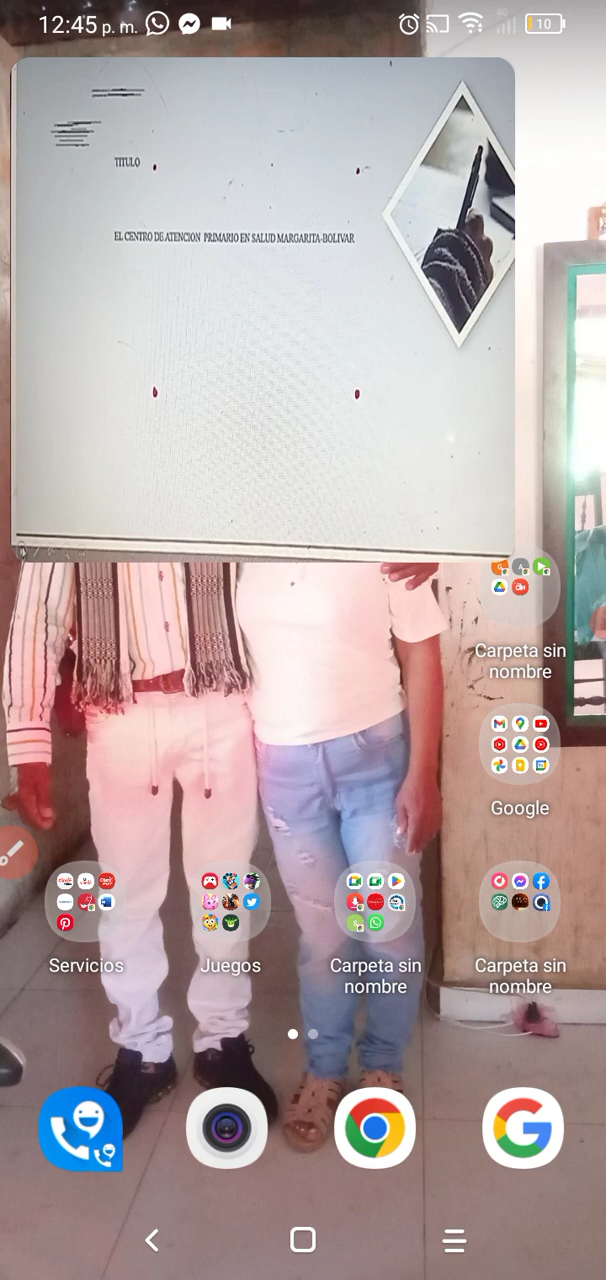 12:45 p. m.
4G
10
TITULO
EL CENTRO DE ATENCION PRIMARIO EN SALUD MARGARITA-BOLIVAR
Carpeta sin
nombre
Google
Servicios
Juegos
Carpeta sin
nombre
Carpeta sin
nombre